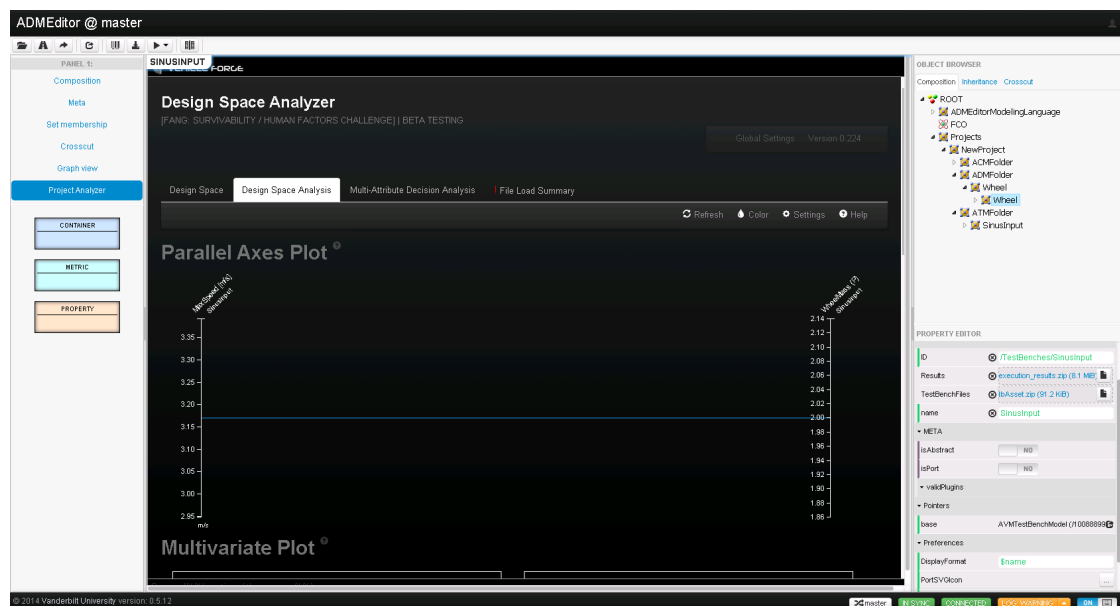 ADMEditor @ master
PANEL 1:
Composition
Meta
Set membership
Crosscut
Graph view
Project Analyzer
CONTAINER
METRIC
PROPERTY
SINUSINPUT
VEHICLE FORGE
Design Space Analyzer
[FANG: SURVIVABILITY / HUMAN FACTORS CHALLENGE] | BETA TESTING
Global Settings Version 0.224
Design Space Design Space Analysis Multi-Attribute Decision Analysis File Load Summary
Refresh Color Settings Help
Parallel Axes Plot
MaxSpeed [m/s]
SinusInput
3.35
3.30
3.25
3.20
3.15
3.10
3.05
3.00
2.95
m/s
WheelMass (?)
SinusInput
2.14
2.12
2.10
2.08
2.06
2.04
2.02
2.00
1.98
1.96
1.94
1.92
1.90
1.88
1.86
Multivariate Plot
OBJECT BROWSER
Composition Inheritance Crosscut
ROOT
ADMEditorModelingLanguage
FCO
Projects
NewProject
ACMFolder
ADMFolder
Wheel
Wheel
ATMFolder
SinusInput
PROPERTY EDITOR
ID /TestBenches/SinusInput
Results execution_results.zip (8.1 MiB)
TestBenchFiles tbAsset.zip (91.2 KiB)
name SinusInput
META
isAbstract NO
isPort NO
validPlugins
Pointers
base AVMTestBenchModel (/10088899
Preferences
DisplayFormat $name
PortSVGIcon ...
© 2014 Vanderbilt University version: 0.5.12
master IN SYNC CONNECTED LOG: WARNING ON